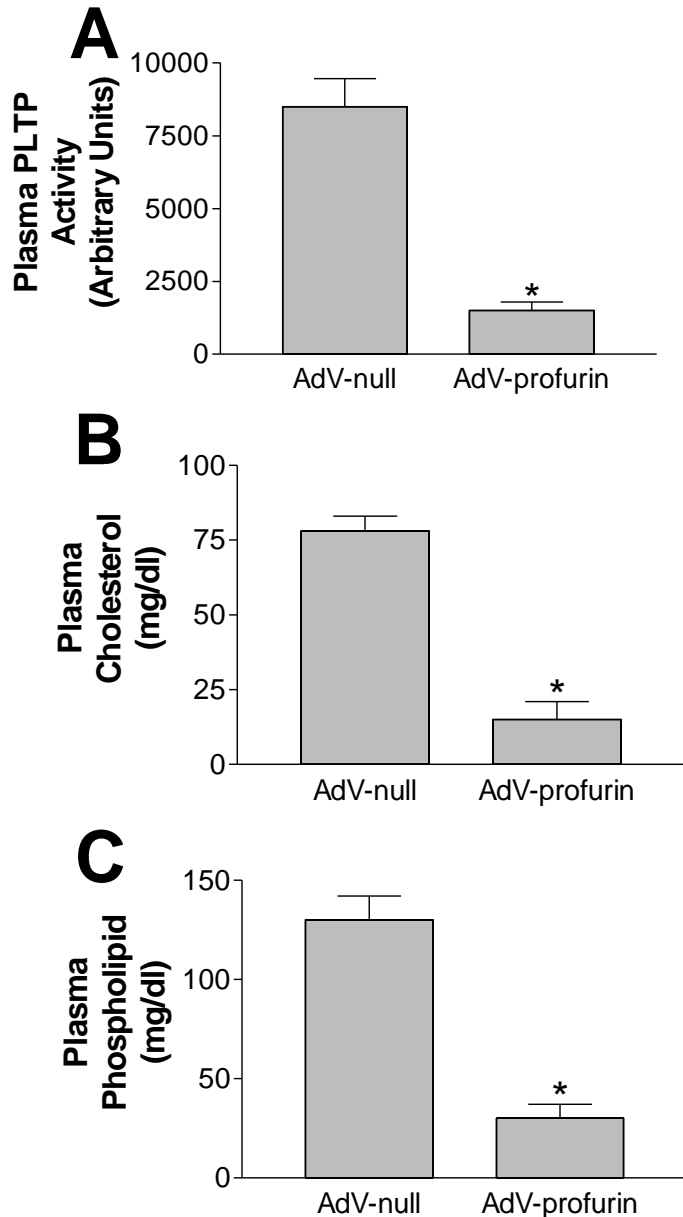 A
Plasma PLTP
Activity
(Arbitrary Units)
10000
7500
5000
2500
0
*
AdV-null AdV-profurin
B
Plasma
Cholesterol
(mg/dl)
100
75
50
25
0
*
AdV-null AdV-profurin
C
Plasma
Phospholipid
(mg/dl)
150
100
50
0
*
AdV-null AdV-profurin